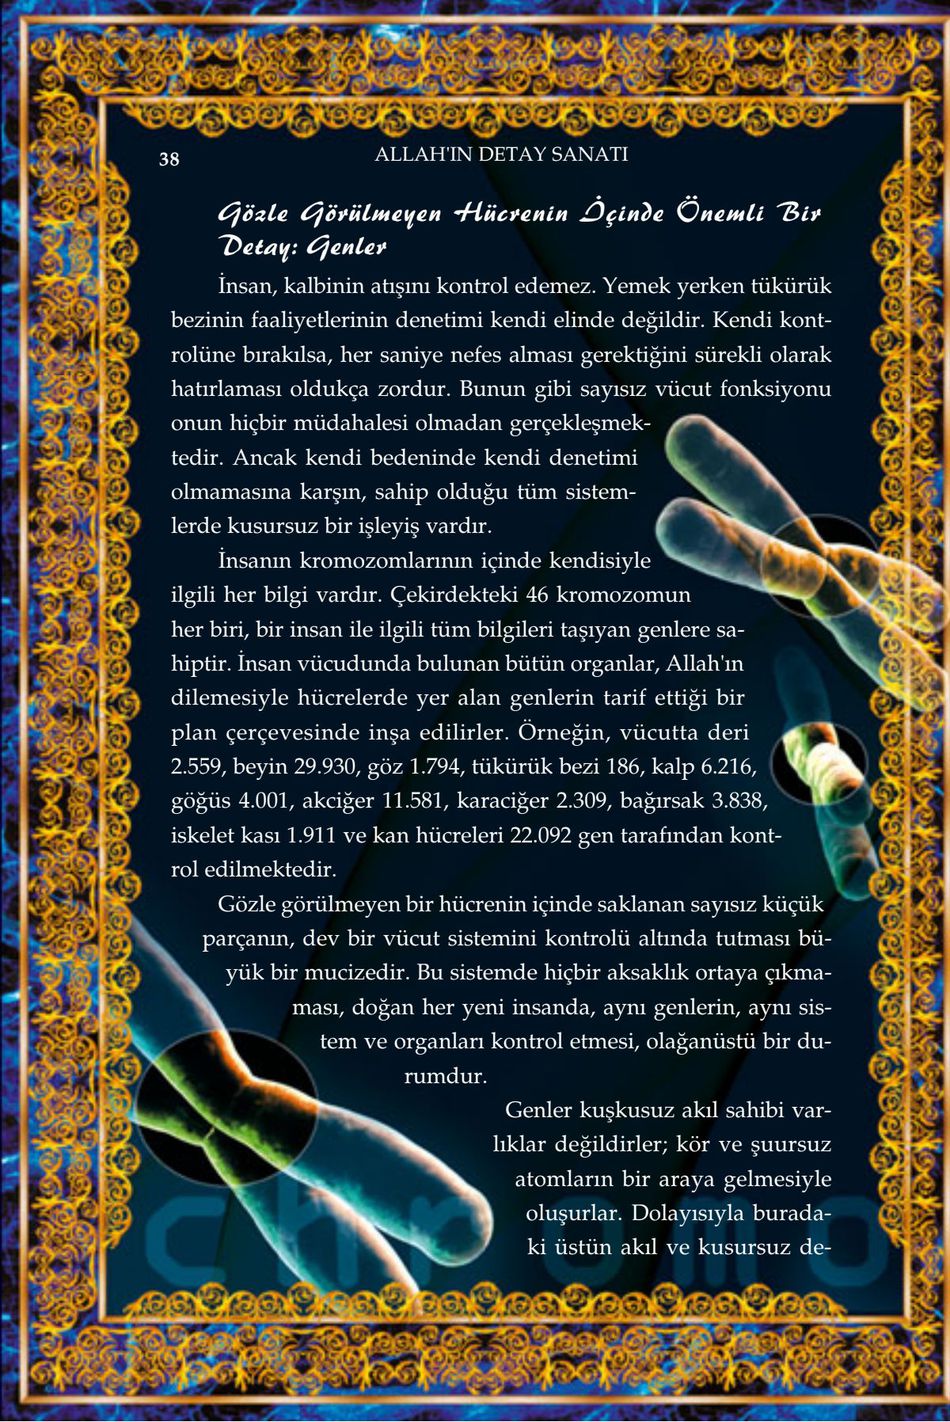 38
ALLAH'IN DETAY SANATI
Gözle Görülmeyen Hücrenin İçinde Önemli Bir
Detay: Genler
İnsan, kalbinin atışını kontrol edemez. Yemek yerken tükürük
bezinin faaliyetlerinin denetimi kendi elinde değildir. Kendi kont-
rolüne bırakılsa, her saniye nefes alması gerektiğini sürekli olarak
hatırlaması oldukça zordur. Bunun gibi sayısız vücut fonksiyonu
onun hiçbir müdahalesi olmadan gerçekleşmek-
tedir. Ancak kendi bedeninde kendi denetimi
olmamasına karşın, sahip olduğu tüm sistem-
lerde kusursuz bir işleyiş vardır.
İnsanın kromozomlarının içinde kendisiyle
ilgili her bilgi vardır. Çekirdekteki 46 kromozomun
her biri, bir insan ile ilgili tüm bilgileri taşıyan genlere sa-
hiptir. İnsan vücudunda bulunan bütün organlar, Allah'ın
dilemesiyle hücrelerde yer alan genlerin tarif ettiği bir
plan çerçevesinde inşa edilirler. Örneğin, vücutta deri
2.559, beyin 29.930, göz 1.794, tükürük bezi 186, kalp 6.216,
göğüs 4.001, akciğer 11.581, karaciğer 2.309, bağırsak 3.838,
iskelet kası 1.911 ve kan hücreleri 22.092 gen tarafından kont-
rol edilmektedir.
Gözle görülmeyen bir hücrenin içinde saklanan sayısız küçük
parçanın, dev bir vücut sistemini kontrolü altında tutması bü-
yük bir mucizedir. Bu sistemde hiçbir aksaklık ortaya çıkma-
ması, doğan her yeni insanda, aynı genlerin, aynı sis-
tem ve organları kontrol etmesi, olağanüstü bir du-
rumdur.
Genler kuşkusuz akıl sahibi var-
lıklar değildirler; kör ve şuursuz
atomların bir araya gelmesiyle
oluşurlar. Dolayısıyla burada-
ki üstün akıl ve kusursuz de-
chromo